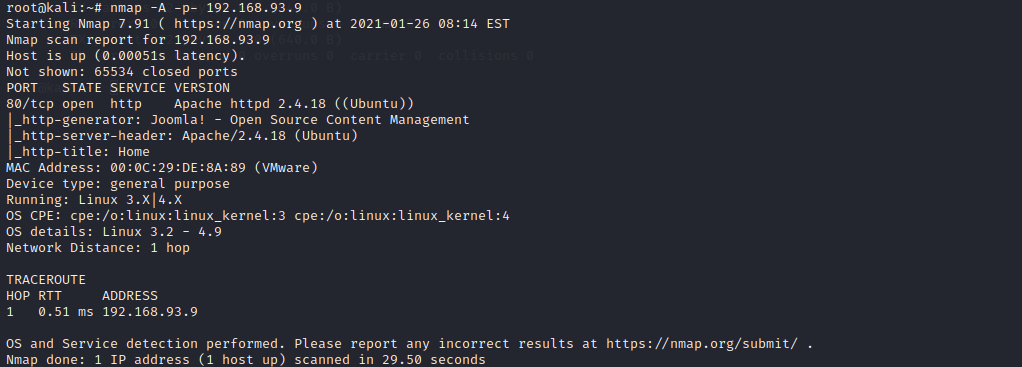 root@kali:~# nmap -A -p- 192.168.93.9
Starting Nmap 7.91 ( https://nmap.org ) at 2021-01-26 08:14 EST
Nmap scan report for 192.168.93.9
Host is up (0.00051s latency).
overruns 0 carrier 0 collisions 0
Not shown: 65534 closed ports
PORT   STATE SERVICE VERSION
80/tcp open  http    Apache httpd 2.4.18 ((Ubuntu))
|_http-generator: Joomla! - Open Source Content Management
|_http-server-header: Apache/2.4.18 (Ubuntu)
|_http-title: Home
MAC Address: 00:0C:29:DE:8A:89 (VMware)
Device type: general purpose
Running: Linux 3.X|4.X
OS CPE: cpe:/o:linux:linux_kernel:3 cpe:/o:linux:linux_kernel:4
OS details: Linux 3.2 - 4.9
Network Distance: 1 hop
TRACEROUTE
HOP RTT     ADDRESS
1   0.51 ms 192.168.93.9
OS and Service detection performed. Please report any incorrect results at https://nmap.org/submit/ .
Nmap done: 1 IP address (1 host up) scanned in 29.50 seconds